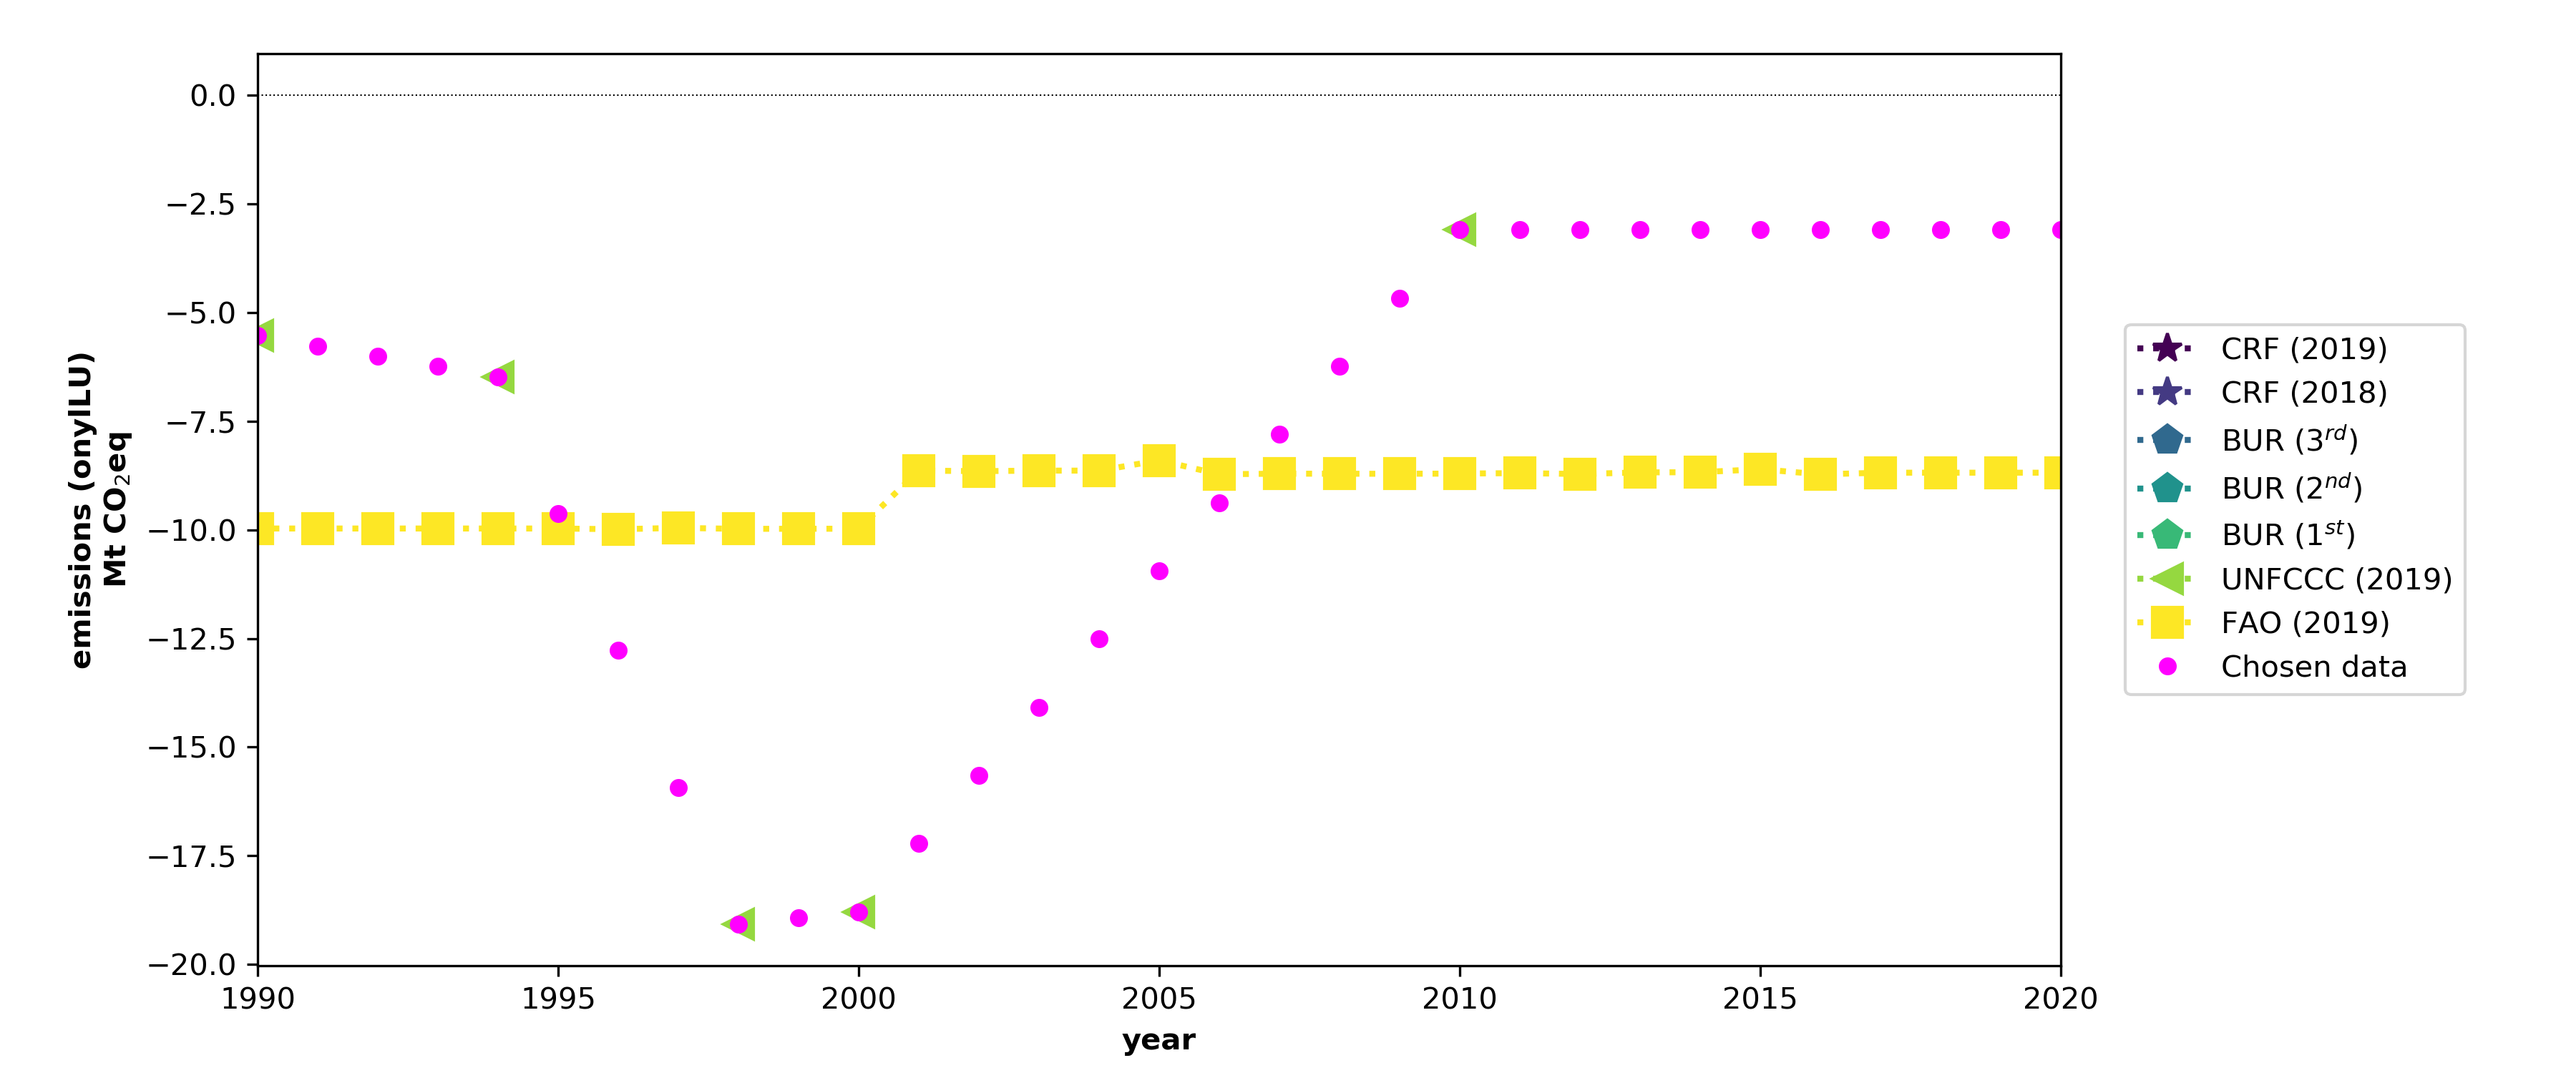 0.0
−2.5
−5.0
−7.5
−10.0
−12.5
−15.0
−17.5
−20.0
emissions (onylLU)
Mt CO₂eq
1990 1995 2000 2005 2010 2015 2020
year
CRF (2019)
CRF (2018)
BUR (3ʳᵈ)
BUR (2ⁿᵈ)
BUR (1ˢᵗ)
UNFCCC (2019)
FAO (2019)
Chosen data